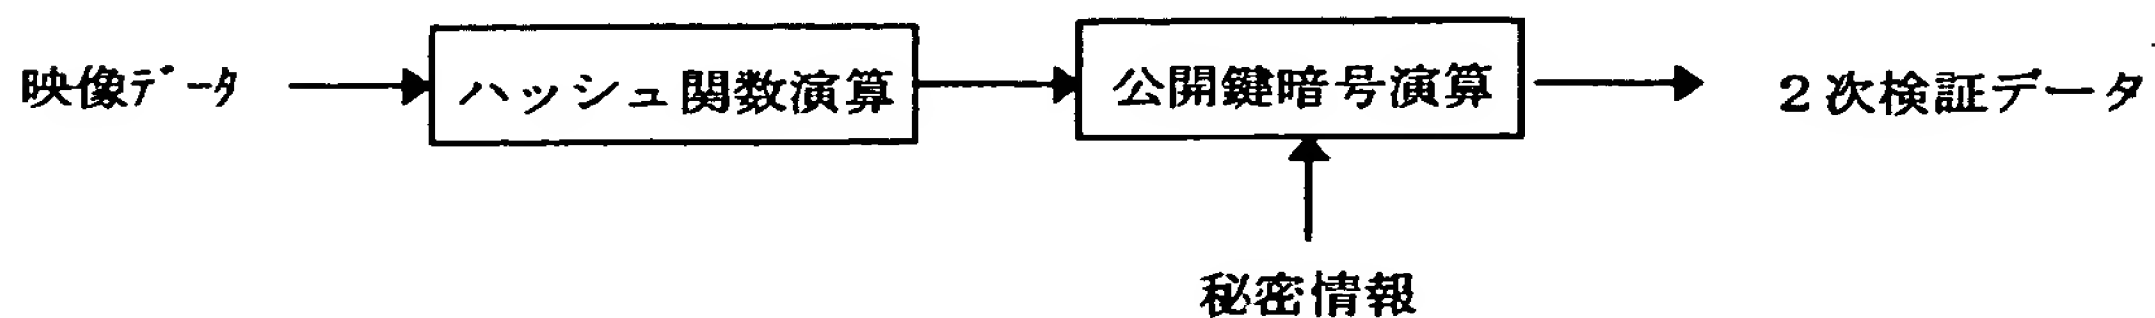 映像ﾃﾞｰﾀ
ハッシュ関数演算
公開鍵暗号演算
2次検証データ
秘密情報